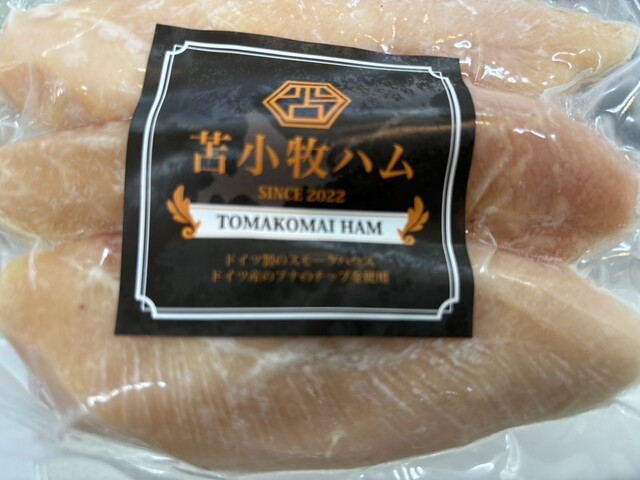 苫
苫小牧ハム
SINCE 2022
TOMAKOMAI HAM
ドイツ製のスモークハウス
ドイツ産のブナのチップを使用